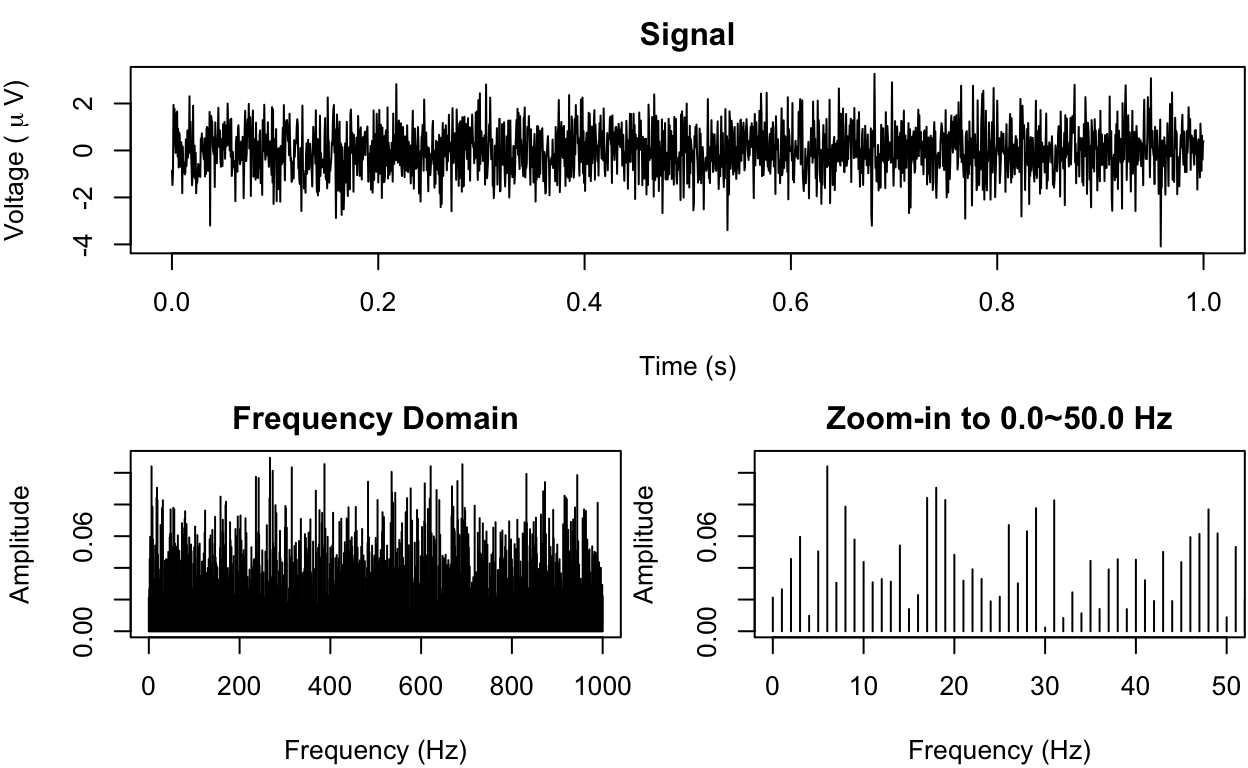 Signal
Voltage ( μ V)
2
0
-2
-4
0.0 0.2 0.4 0.6 0.8 1.0
Time (s)
Frequency Domain
Amplitude
0.06
0.00
0 200 400 600 800 1000
Frequency (Hz)
Zoom-in to 0.0~50.0 Hz
Amplitude
0.06
0.00
0 10 20 30 40 50
Frequency (Hz)